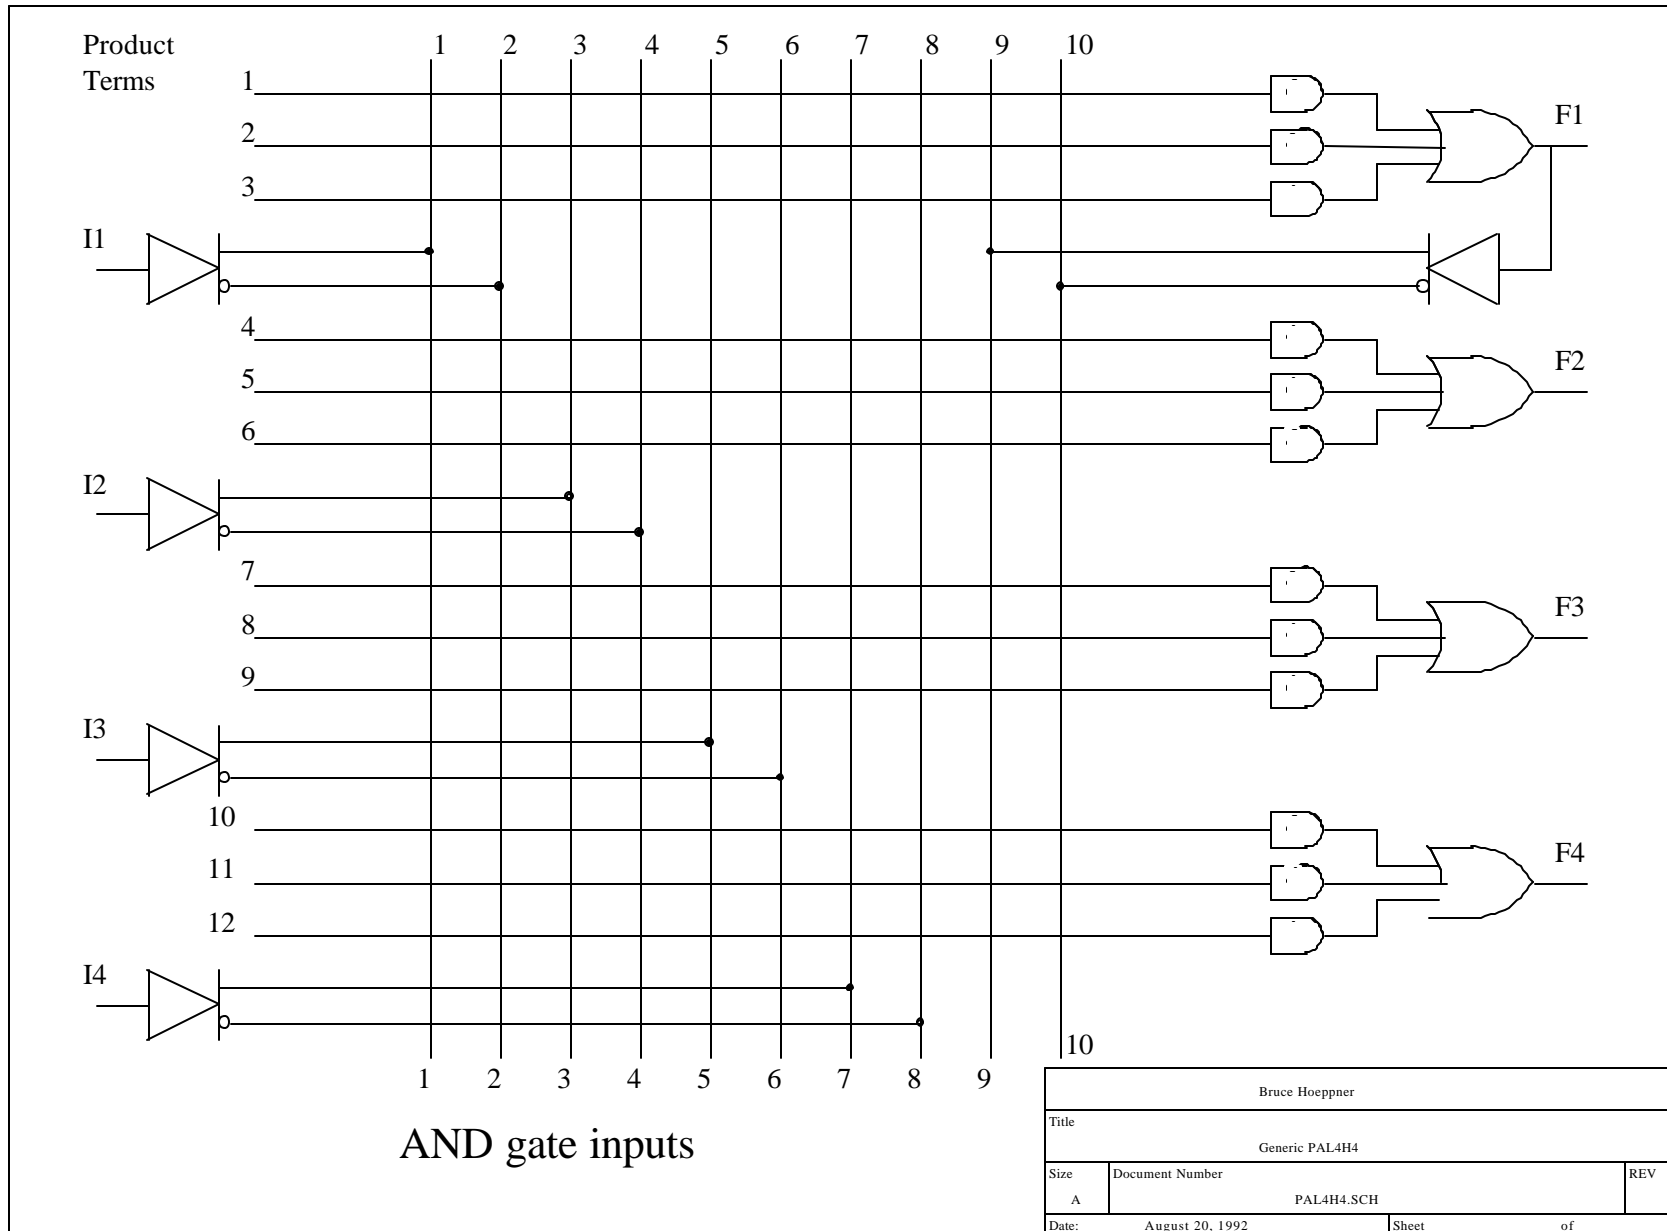 Product 1 2 3 4 5 6 7 8 9 10
Terms
1
F1
2
3
I1
4
F2
5
6
I2
7
F3
8
9
I3
10
F4
11
12
I4
10
1 2 3 4 5 6 7 8 9
AND gate inputs
Bruce Hoeppner
Title
Generic PAL4H4
Size Document Number REV
A PAL4H4.SCH
Date: August 20, 1992 Sheet of